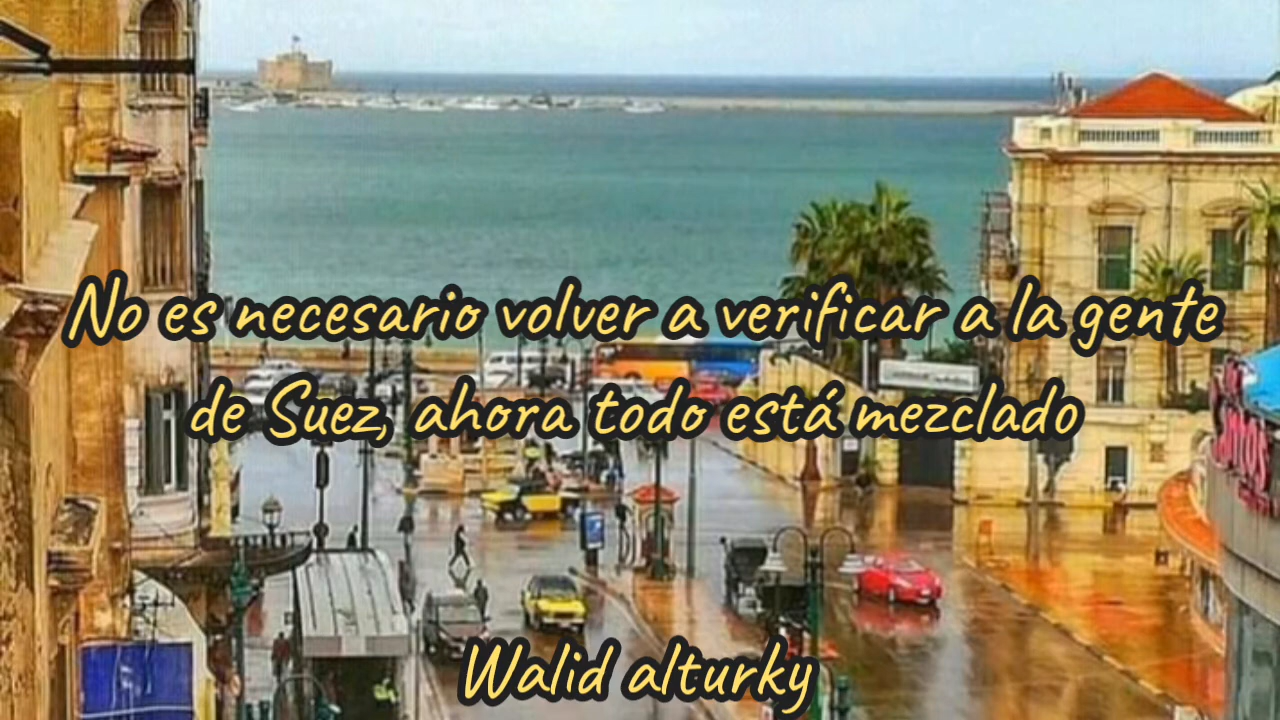 No es necesario volver a verificar a la gente
de Suez, ahora todo está mezclado
Walid alturky